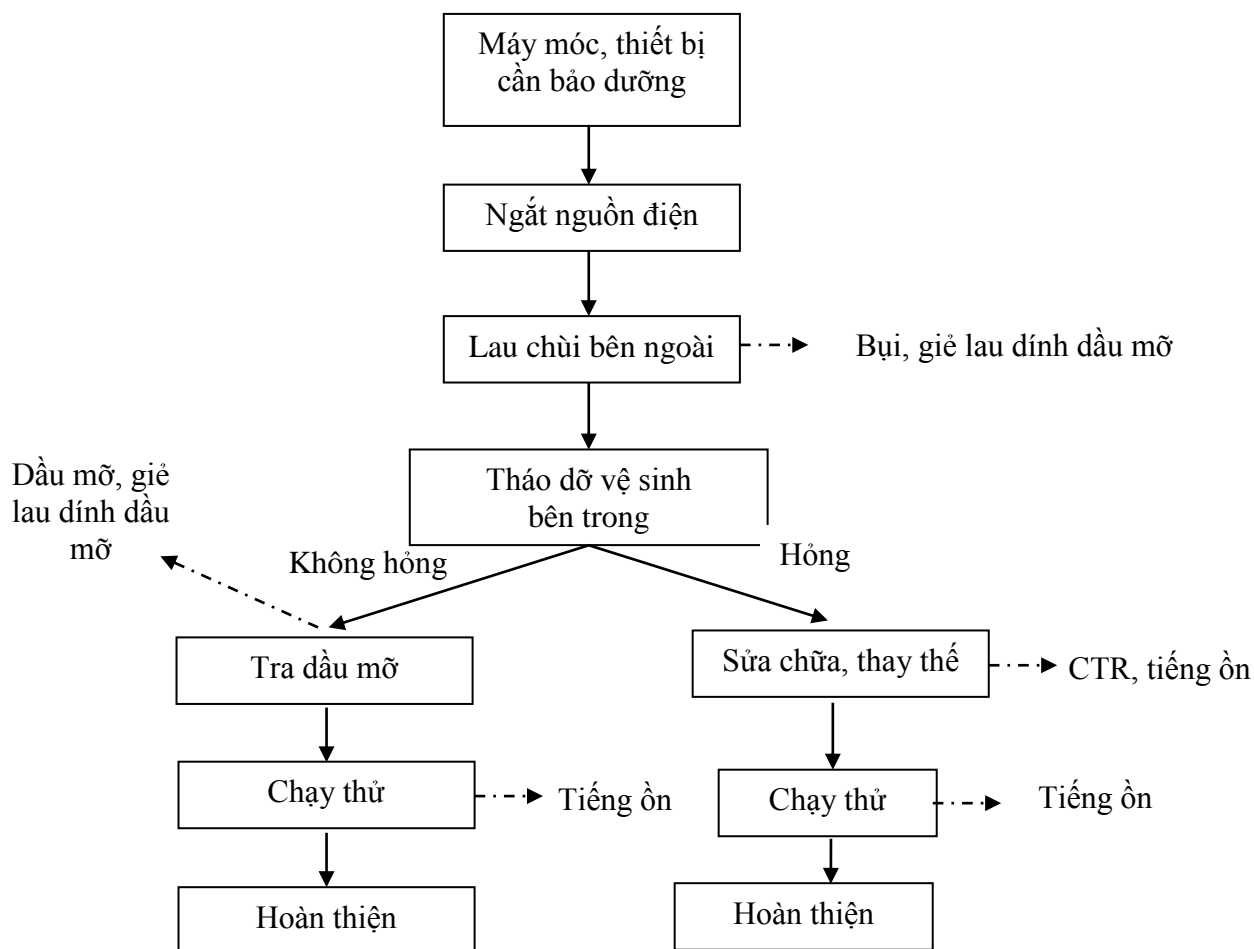 Máy móc, thiết bị
cần bảo dưỡng
Ngắt nguồn điện
Lau chùi bên ngoài
Bụi, giẻ lau dính dầu mỡ
Tháo dỡ vệ sinh
bên trong
Dầu mỡ, giẻ
lau dính dầu
mỡ
Không hỏng
Hỏng
Tra dầu mỡ
Sửa chữa, thay thế
CTR, tiếng ồn
Chạy thử
Tiếng ồn
Chạy thử
Tiếng ồn
Hoàn thiện
Hoàn thiện